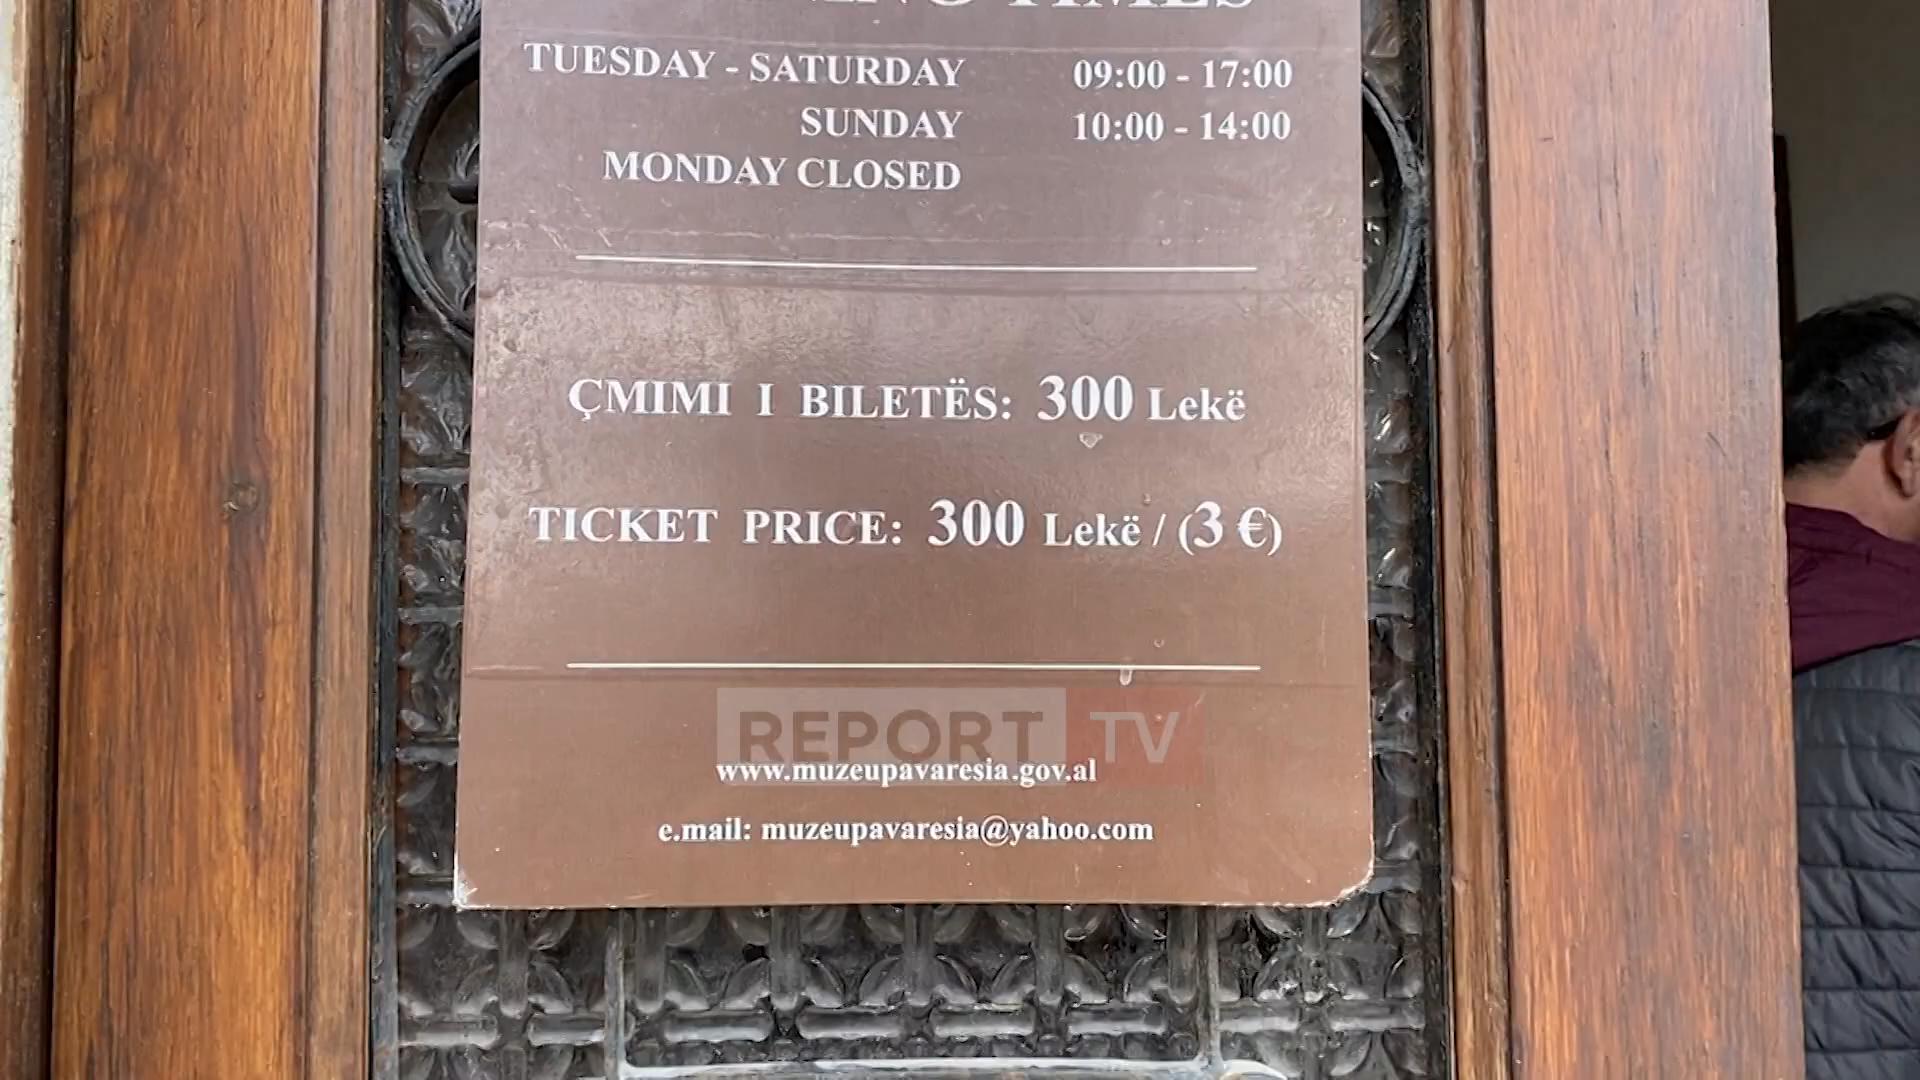 TIMES
TUESDAY - SATURDAY 09:00 - 17:00
SUNDAY 10:00 - 14:00
MONDAY CLOSED
ÇMIMI I BILETËS: 300 Lekë
TICKET PRICE: 300 Lekë / (3 €)
REPORT TV
www.muzeupavaresia.gov.al
e.mail: muzeupavaresia@yahoo.com